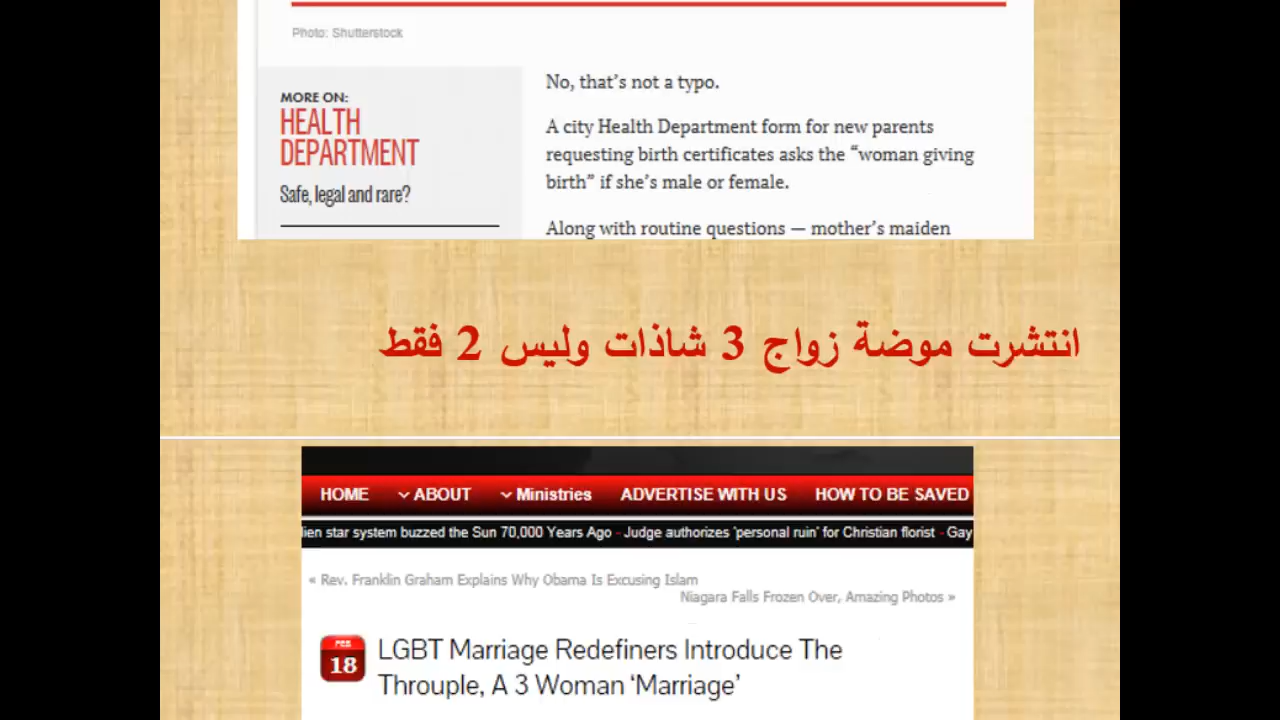 Photo: Shutterstock
MORE ON:
HEALTH
DEPARTMENT
Safe, legal and rare?
No, that's not a typo.
A city Health Department form for new parents
requesting birth certificates asks the “woman giving
birth” if she's male or female.
Along with routine questions — mother's maiden
انتشرت موضة زواج 3 شاذات وليس 2 فقط
HOME ABOUT Ministries ADVERTISE WITH US HOW TO BE SAVED
ien star system buzzed the Sun 70,000 Years Ago - Judge authorizes 'personal ruin' for Christian florist - Gay
« Rev. Franklin Graham Explains Why Obama Is Excusing Islam
Niagara Falls Frozen Over, Amazing Photos »
FEB
18
LGBT Marriage Redefiners Introduce The
Throuple, A 3 Woman ‘Marriage’